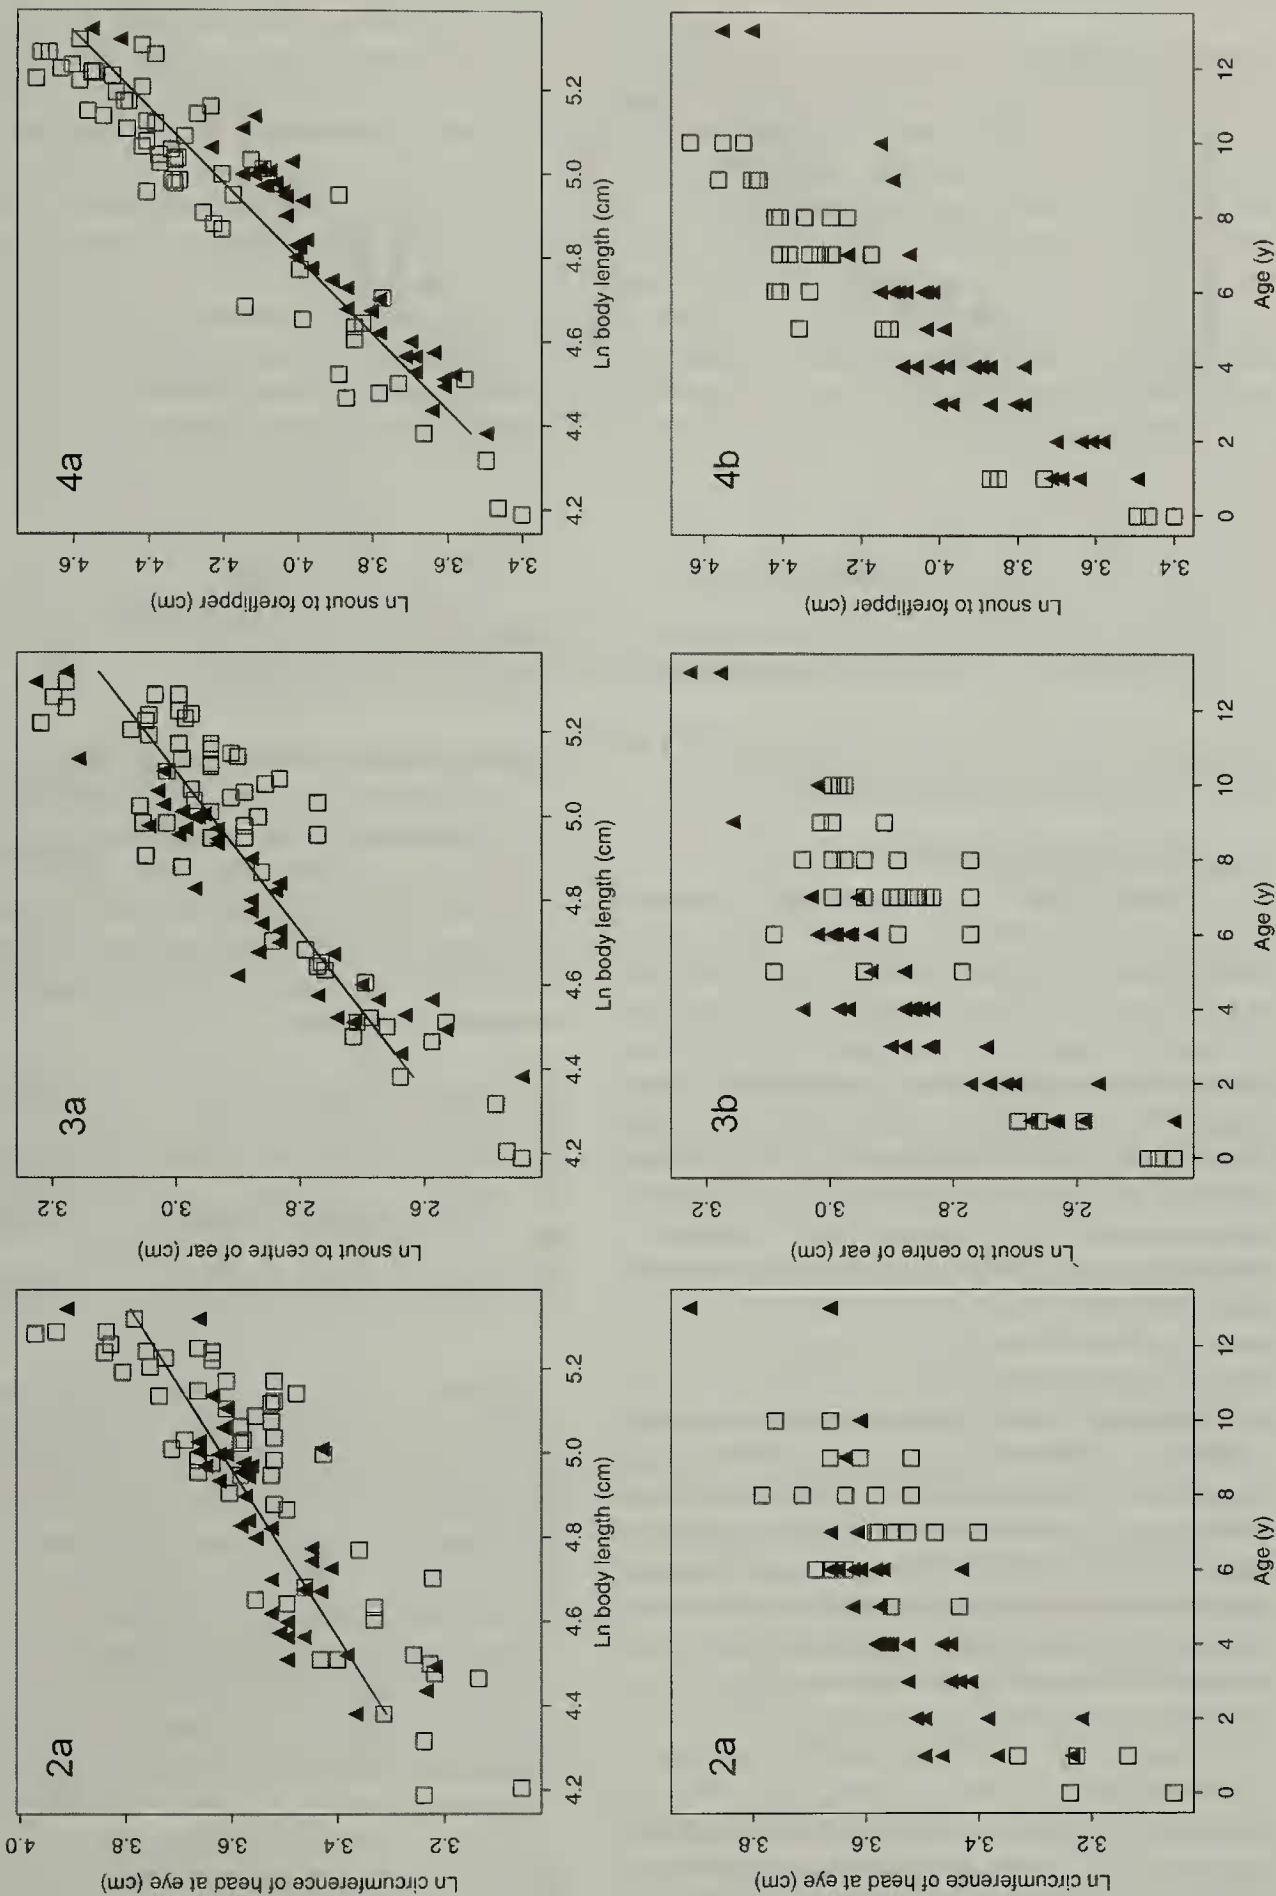 4a
5.2
5.0
4.8
4.6
4.4
4.2
Ln body length (cm)
4.6 4.4 4.2 4.0 3.8 3.6 3.4
Ln snout to foreflipper (cm)
4b
12
10
8
6
4
2
0
Age (y)
4.6 4.4 4.2 4.0 3.8 3.6 3.4
Ln snout to foreflipper (cm)
3a
5.2
5.0
4.8
4.6
4.4
4.2
Ln body length (cm)
3.2 3.0 2.8 2.6
Ln snout to centre of ear (cm)
3b
12
10
8
6
4
2
0
Age (y)
3.2 3.0 2.8 2.6
Ln snout to centre of ear (cm)
2a
5.2
5.0
4.8
4.6
4.4
4.2
Ln body length (cm)
4.0 3.8 3.6 3.4 3.2
Ln circumference of head at eye (cm)
2a
12
10
8
6
4
2
0
Age (y)
3.8 3.6 3.4 3.2
Ln circumference of head at eye (cm)